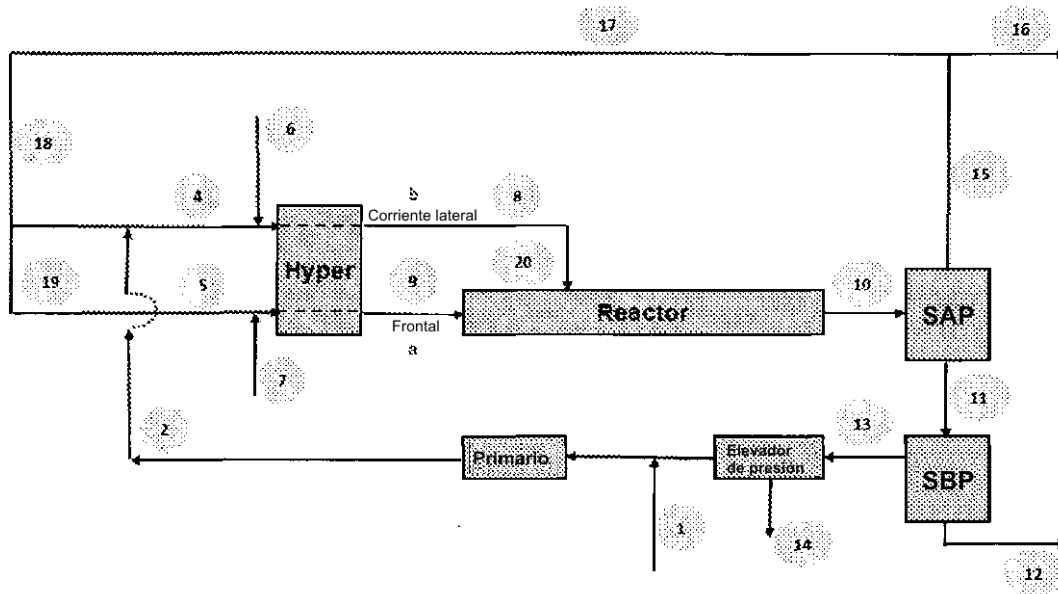 17
16
6
18
4
b
8
15
Corriente lateral
Hyper
20
19
5
9
10
Reactor
SAP
Frontal
a
7
11
2
13
Primario
Elevador
de presion
SBP
1
14
12